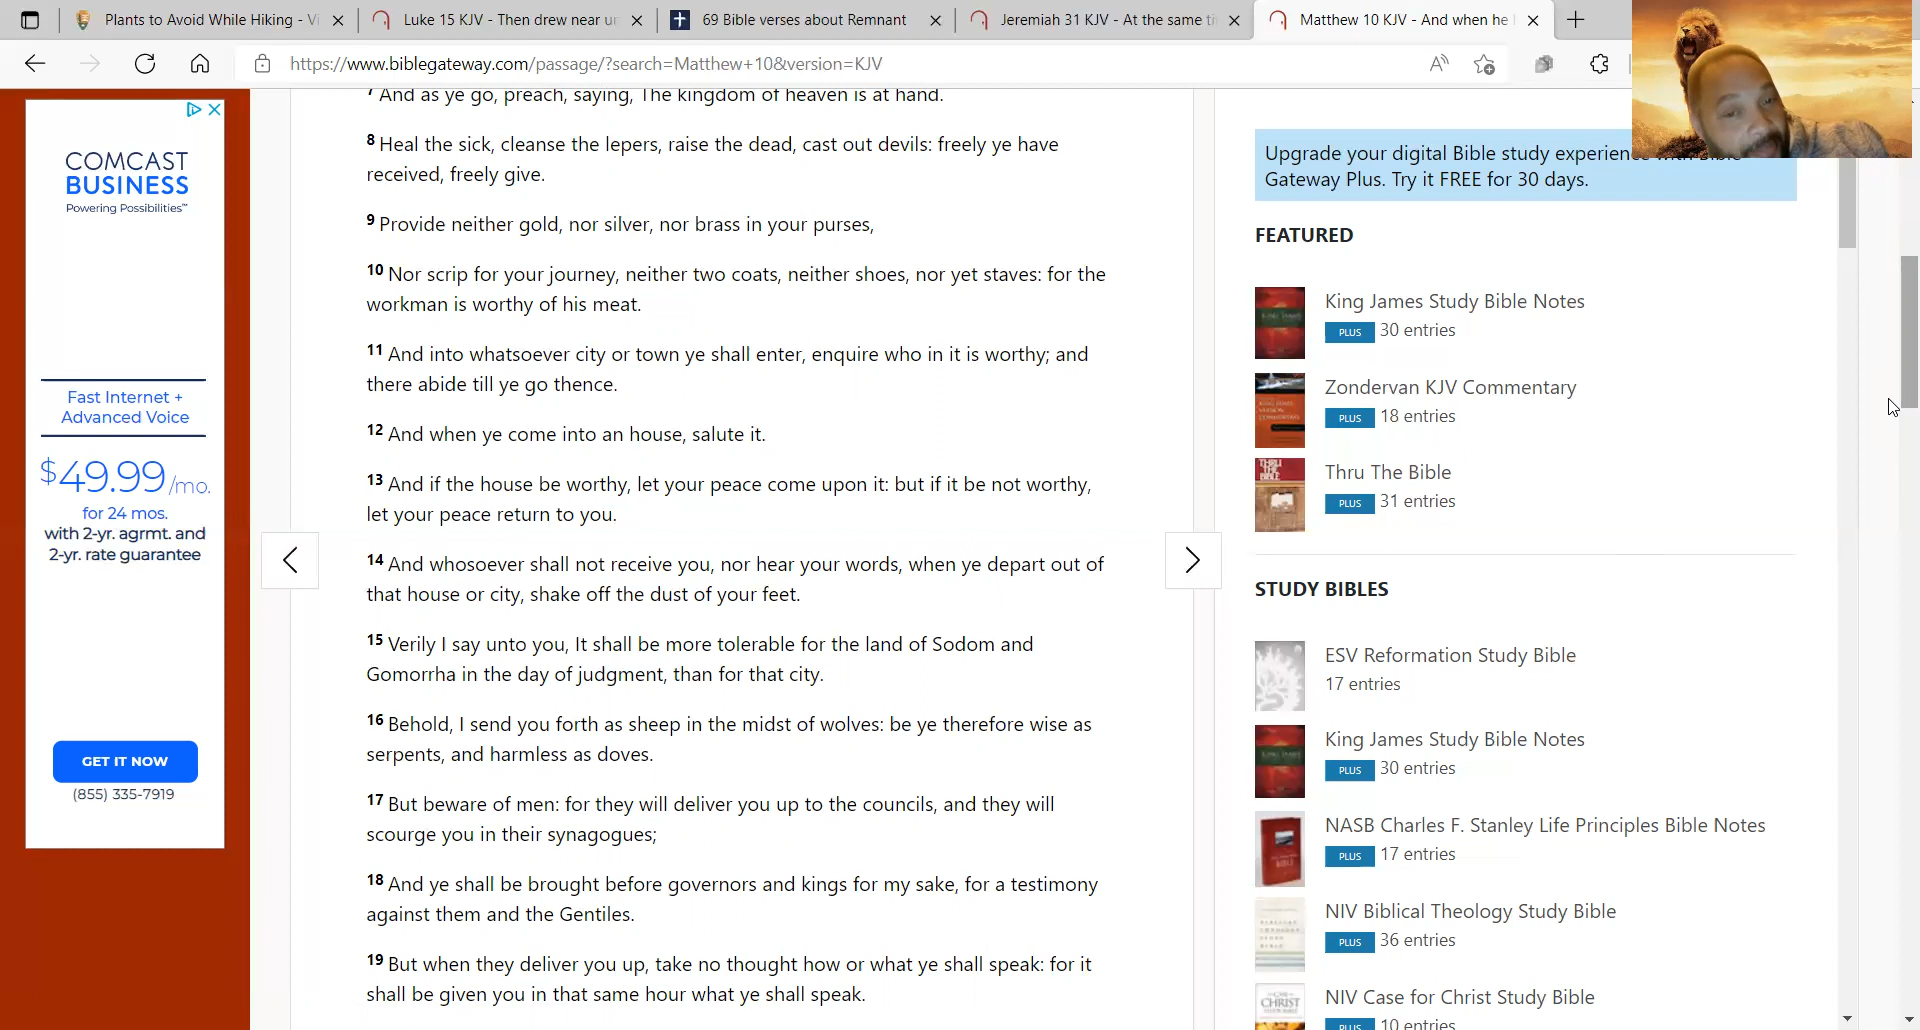 Plants to Avoid While Hiking - Vi
Luke 15 KJV - Then drew near un
69 Bible verses about Remnant
Jeremiah 31 KJV - At the same ti
Matthew 10 KJV - And when he
https://www.biblegateway.com/passage/?search=Matthew+10&version=KJV
COMCAST
BUSINESS
Powering Possibilities™
Fast Internet +
Advanced Voice
$49.99/mo.
for 24 mos.
with 2-yr. agrmt. and
2-yr. rate guarantee
GET IT NOW
(855) 335-7919
7 And as ye go, preach, saying, The kingdom of heaven is at hand.
8 Heal the sick, cleanse the lepers, raise the dead, cast out devils: freely ye have
received, freely give.
9 Provide neither gold, nor silver, nor brass in your purses,
10 Nor scrip for your journey, neither two coats, neither shoes, nor yet staves: for the
workman is worthy of his meat.
11 And into whatsoever city or town ye shall enter, enquire who in it is worthy; and
there abide till ye go thence.
12 And when ye come into an house, salute it.
13 And if the house be worthy, let your peace come upon it: but if it be not worthy,
let your peace return to you.
14 And whosoever shall not receive you, nor hear your words, when ye depart out of
that house or city, shake off the dust of your feet.
15 Verily I say unto you, It shall be more tolerable for the land of Sodom and
Gomorrha in the day of judgment, than for that city.
16 Behold, I send you forth as sheep in the midst of wolves: be ye therefore wise as
serpents, and harmless as doves.
17 But beware of men: for they will deliver you up to the councils, and they will
scourge you in their synagogues;
18 And ye shall be brought before governors and kings for my sake, for a testimony
against them and the Gentiles.
19 But when they deliver you up, take no thought how or what ye shall speak: for it
shall be given you in that same hour what ye shall speak.
Upgrade your digital Bible study experience with Bible
Gateway Plus. Try it FREE for 30 days.
FEATURED
King James Study Bible Notes
PLUS 30 entries
Zondervan KJV Commentary
PLUS 18 entries
Thru The Bible
PLUS 31 entries
STUDY BIBLES
ESV Reformation Study Bible
17 entries
King James Study Bible Notes
PLUS 30 entries
NASB Charles F. Stanley Life Principles Bible Notes
PLUS 17 entries
NIV Biblical Theology Study Bible
PLUS 36 entries
NIV Case for Christ Study Bible
PLUS 10 entries